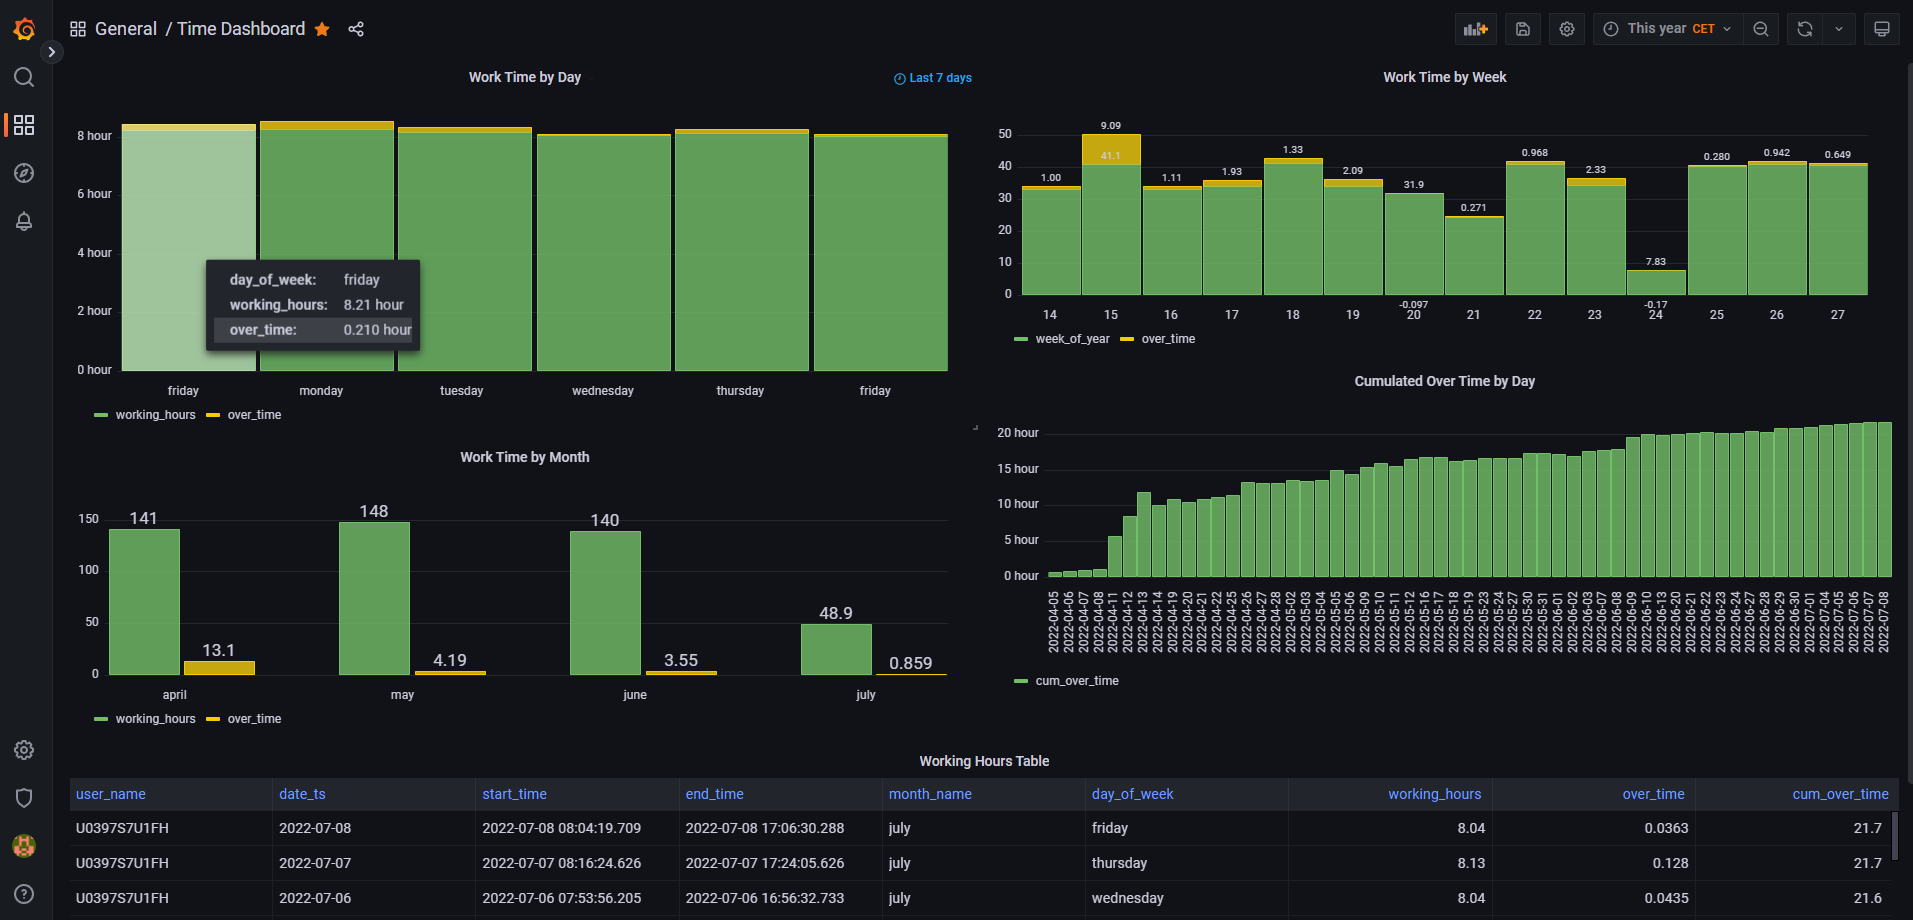 General / Time Dashboard
This year CET
Work Time by Day
Last 7 days
8 hour
6 hour
4 hour
2 hour
0 hour
day_of_week: friday
working_hours: 8.21 hour
over_time: 0.210 hour
friday monday tuesday wednesday thursday friday
working_hours over_time
Work Time by Week
50
40
30
20
10
0
1.00 9.09 1.11 1.93 1.33 2.09 31.9 0.271 0.968 2.33 7.83 0.280 0.942 0.649
41.1
-0.097 -0.17
14 15 16 17 18 19 20 21 22 23 24 25 26 27
week_of_year over_time
Work Time by Month
150
100
50
0
141 13.1 148 4.19 140 3.55 48.9 0.859
april may june july
working_hours over_time
Cumulated Over Time by Day
20 hour
15 hour
10 hour
5 hour
0 hour
2022-04-05
2022-04-06
2022-04-07
2022-04-08
2022-04-11
2022-04-12
2022-04-13
2022-04-14
2022-04-19
2022-04-20
2022-04-21
2022-04-22
2022-04-25
2022-04-26
2022-04-27
2022-04-28
2022-05-02
2022-05-03
2022-05-04
2022-05-05
2022-05-06
2022-05-09
2022-05-10
2022-05-11
2022-05-12
2022-05-16
2022-05-17
2022-05-18
2022-05-19
2022-05-23
2022-05-24
2022-05-27
2022-05-30
2022-05-31
2022-06-01
2022-06-02
2022-06-03
2022-06-07
2022-06-08
2022-06-09
2022-06-10
2022-06-13
2022-06-20
2022-06-21
2022-06-22
2022-06-23
2022-06-24
2022-06-27
2022-06-28
2022-06-29
2022-06-30
2022-07-01
2022-07-04
2022-07-05
2022-07-06
2022-07-07
2022-07-08
cum_over_time
Working Hours Table
user_name date_ts start_time end_time month_name day_of_week working_hours over_time cum_over_time
U0397S7U1FH 2022-07-08 2022-07-08 08:04:19.709 2022-07-08 17:06:30.288 july friday 8.04 0.0363 21.7
U0397S7U1FH 2022-07-07 2022-07-07 08:16:24.626 2022-07-07 17:24:05.626 july thursday 8.13 0.128 21.7
U0397S7U1FH 2022-07-06 2022-07-06 07:53:56.205 2022-07-06 16:56:32.733 july wednesday 8.04 0.0435 21.6